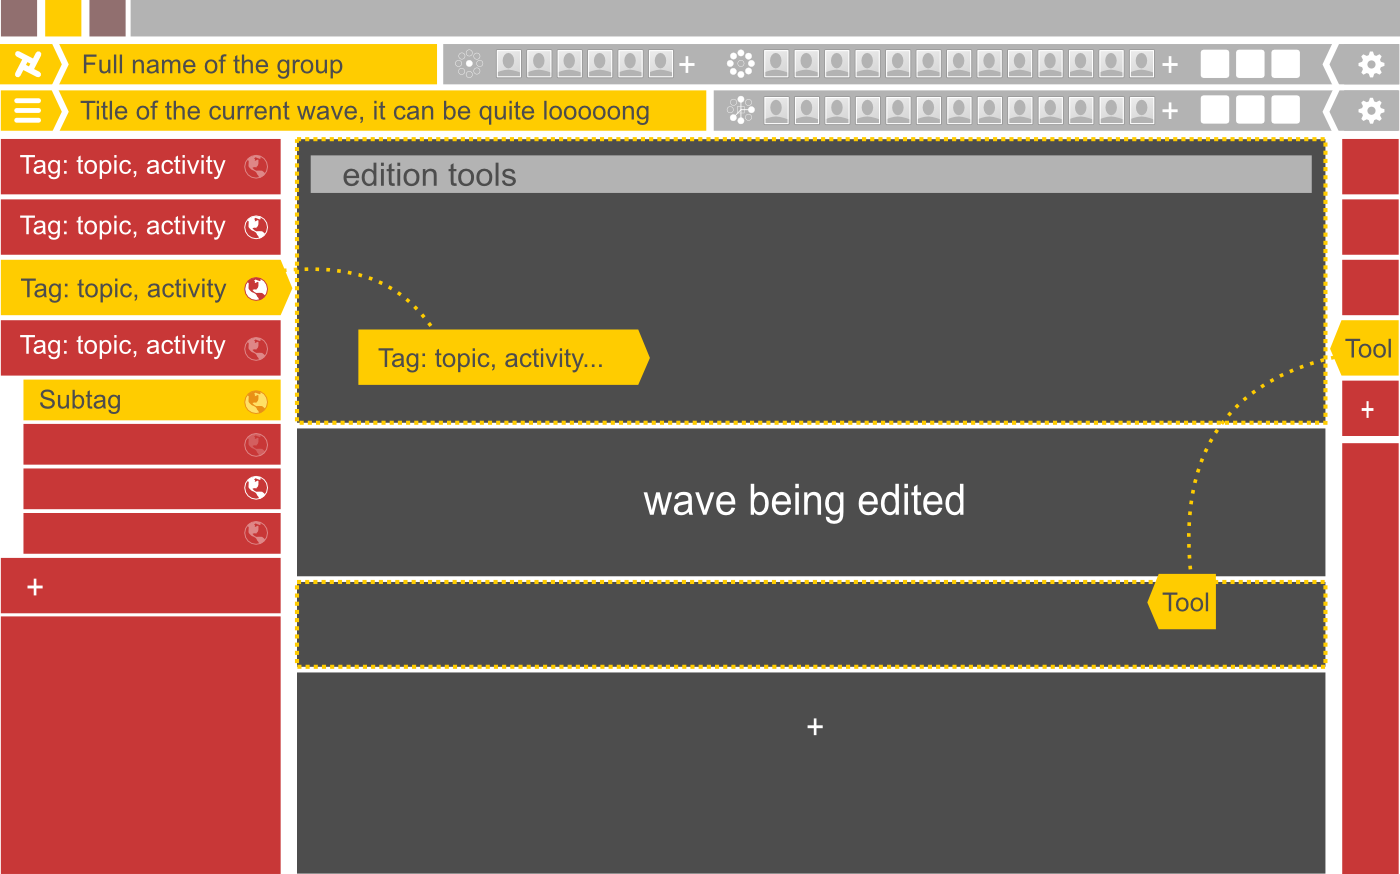 Full name of the group
+
+
Title of the current wave, it can be quite looooong
+
Tag: topic, activity
edition tools
Tag: topic, activity
Tag: topic, activity
Tag: topic, activity
Tag: topic, activity...
Tool
Subtag
+
wave being edited
+
Tool
+